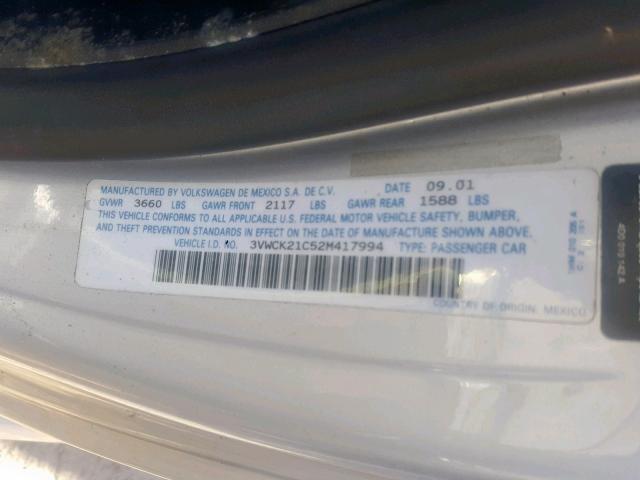 MANUFACTURED BY VOLKSWAGEN DE MEXICO S.A. DE C.V. DATE 09.01
GVWR 3660 LBS GAWR FRONT 2117 LBS GAWR REAR 1588 LBS
THIS VEHICLE CONFORMS TO ALL APPLICABLE U.S. FEDERAL MOTOR VEHICLE SAFETY, BUMPER,
AND THEFT PREVENTION STANDARDS IN EFFECT ON THE
DATE OF MANUFACTURE SHOWN ABOVE.
VEHICLE I.D. NO. 3VWCK21C52M417994 TYPE: PASSENGER CAR
COUNTRY OF ORIGIN: MEXICO